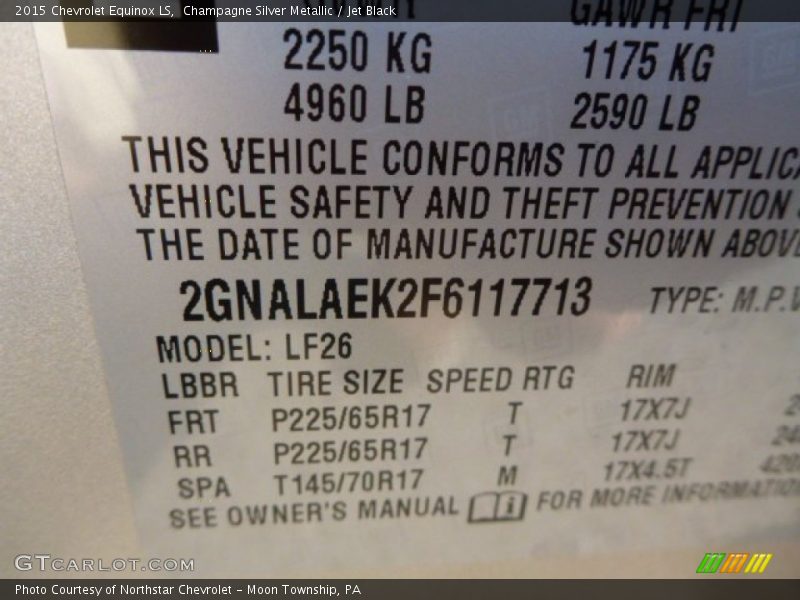 2015 Chevrolet Equinox LS, Champagne Silver Metallic / Jet Black
GAWR FRT
2250 KG 1175 KG
4960 LB 2590 LB
THIS VEHICLE CONFORMS TO ALL
VEHICLE SAFETY AND THEFT PREVENTION
THE DATE OF MANUFACTURE SHOWN ABOVE
2GNALAEK2F6117713 TYPE: M.P.V
MODEL: LF26
LBBR TIRE SIZE SPEED RTG RIM
FRT P225/65R17 T 17X7J
RR P225/65R17 T 17X7J
SPA T145/70R17 M 17X4.5T
SEE OWNER'S MANUAL i FOR MORE INFORMATION
GTCARLOT.COM
Photo Courtesy of Northstar Chevrolet - Moon Township, PA